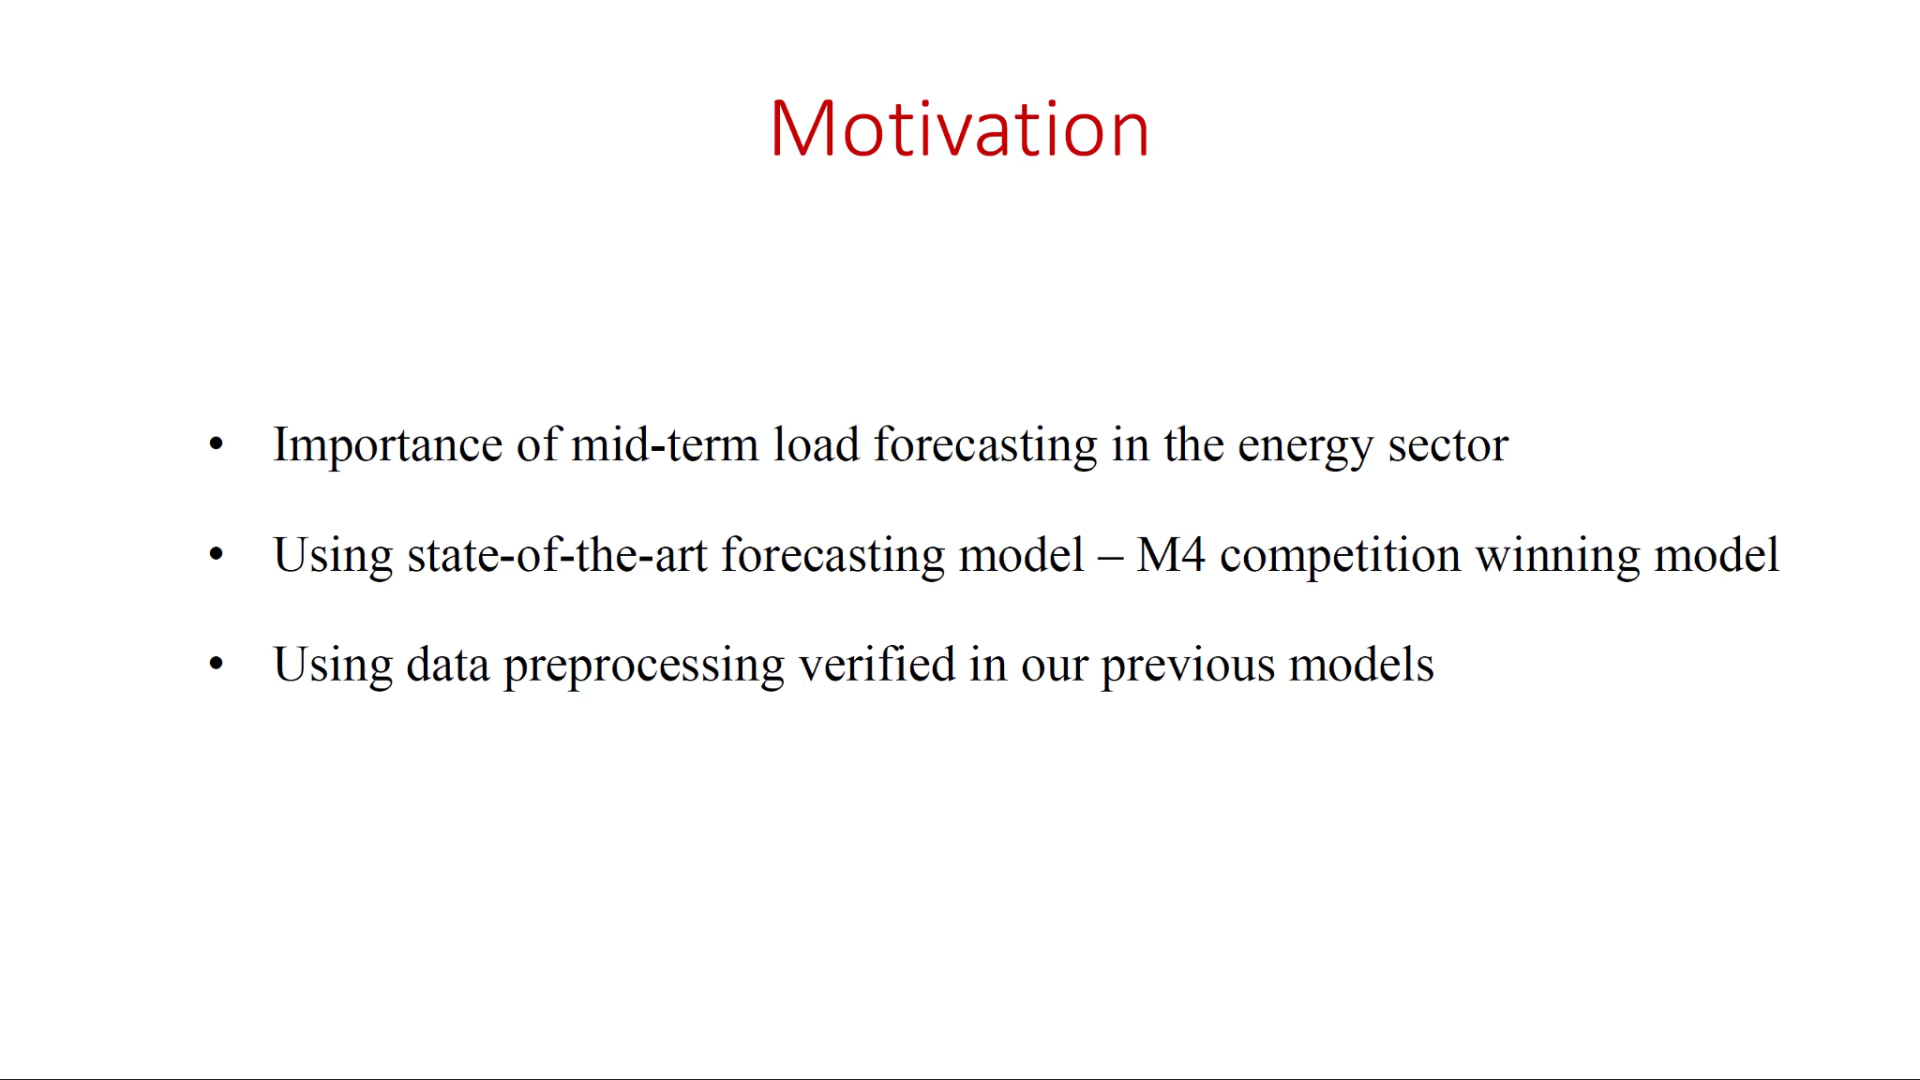 Motivation
• Importance of mid-term load forecasting in the energy sector
• Using state-of-the-art forecasting model – M4 competition winning model
• Using data preprocessing verified in our previous models